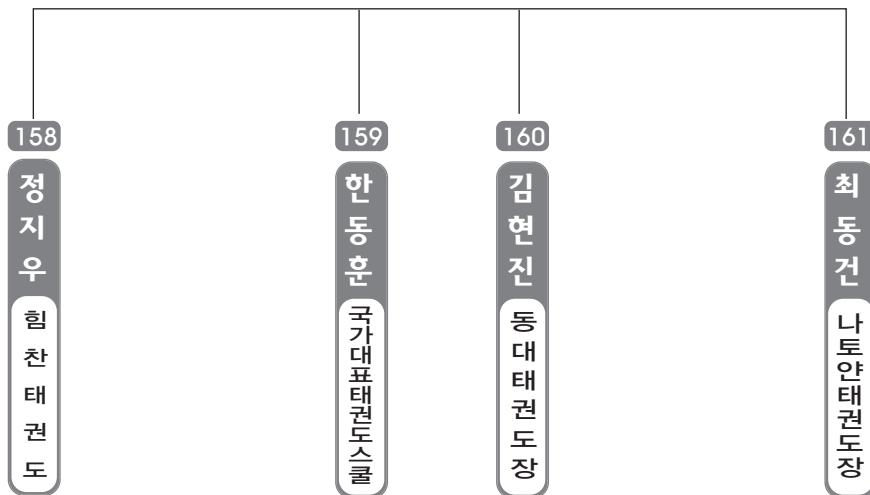 158
정지우
힘찬태권도
159
한동훈
국가대표태권도스쿨
160
김현진
동대태권도장
161
최동건
나토얀태권도장